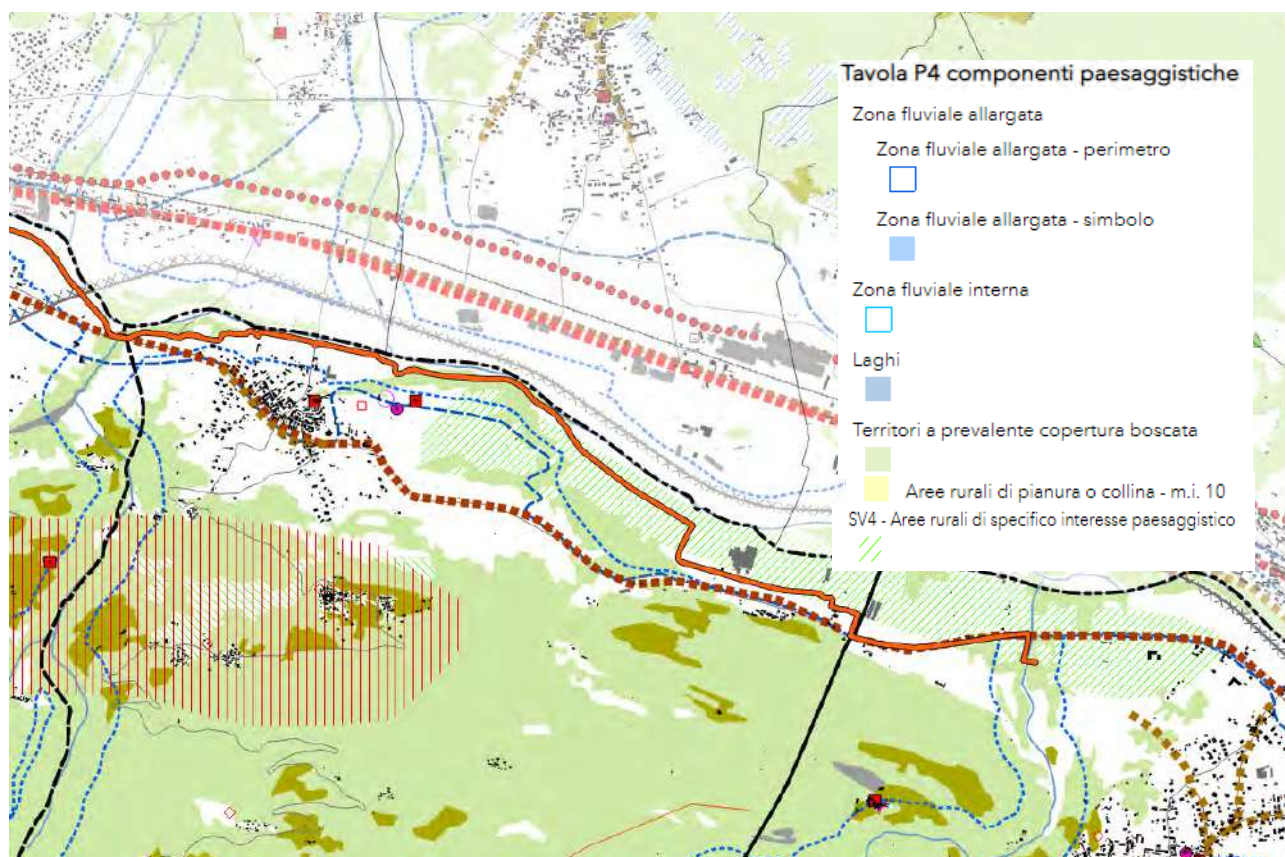 Tavola P4 componenti paesaggistiche
Zona fluviale allargata
Zona fluviale allargata - perimetro
Zona fluviale allargata - simbolo
Zona fluviale interna
Laghi
Territori a prevalente copertura boscata
Aree rurali di pianura o collina - m.i. 10
SV4 - Aree rurali di specifico interesse paesaggistico